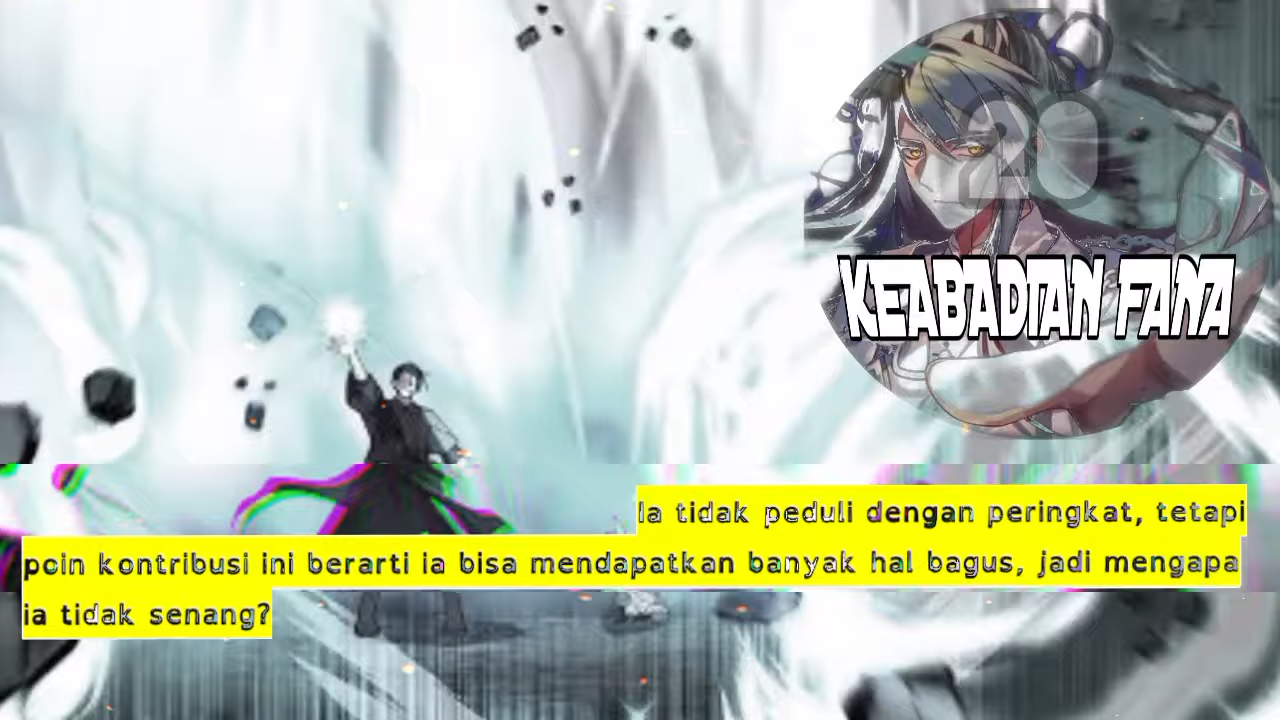 20
KEABADIAN FANA
Ia tidak peduli dengan peringkat, tetapi
poin kontribusi ini berarti ia bisa mendapatkan banyak hal bagus, jadi mengapa
ia tidak senang?